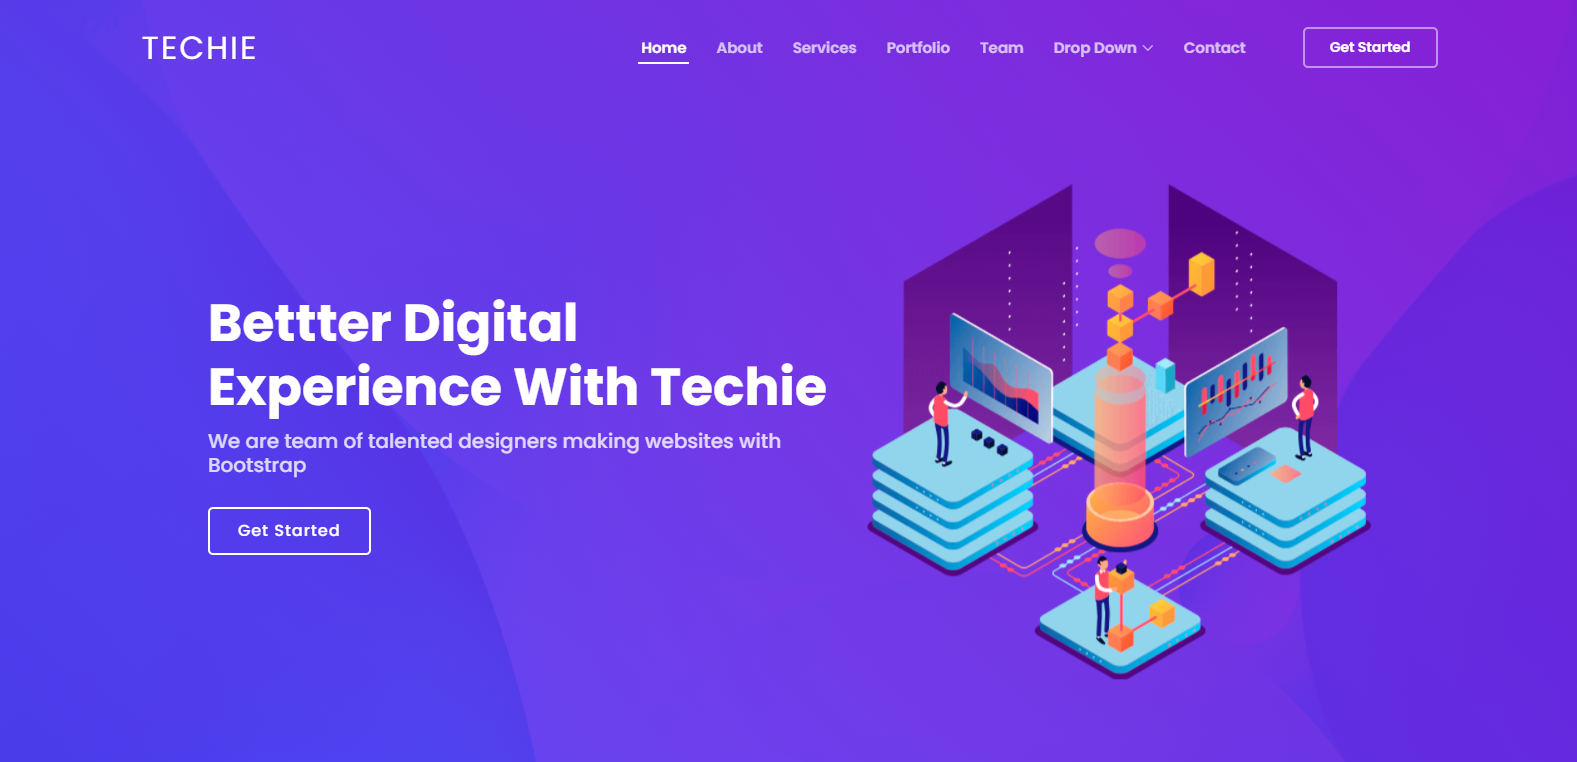 TECHIE
Home About Services Portfolio Team Drop Down Contact Get Started
Bettter Digital
Experience With Techie
We are team of talented designers making websites with
Bootstrap
Get Started